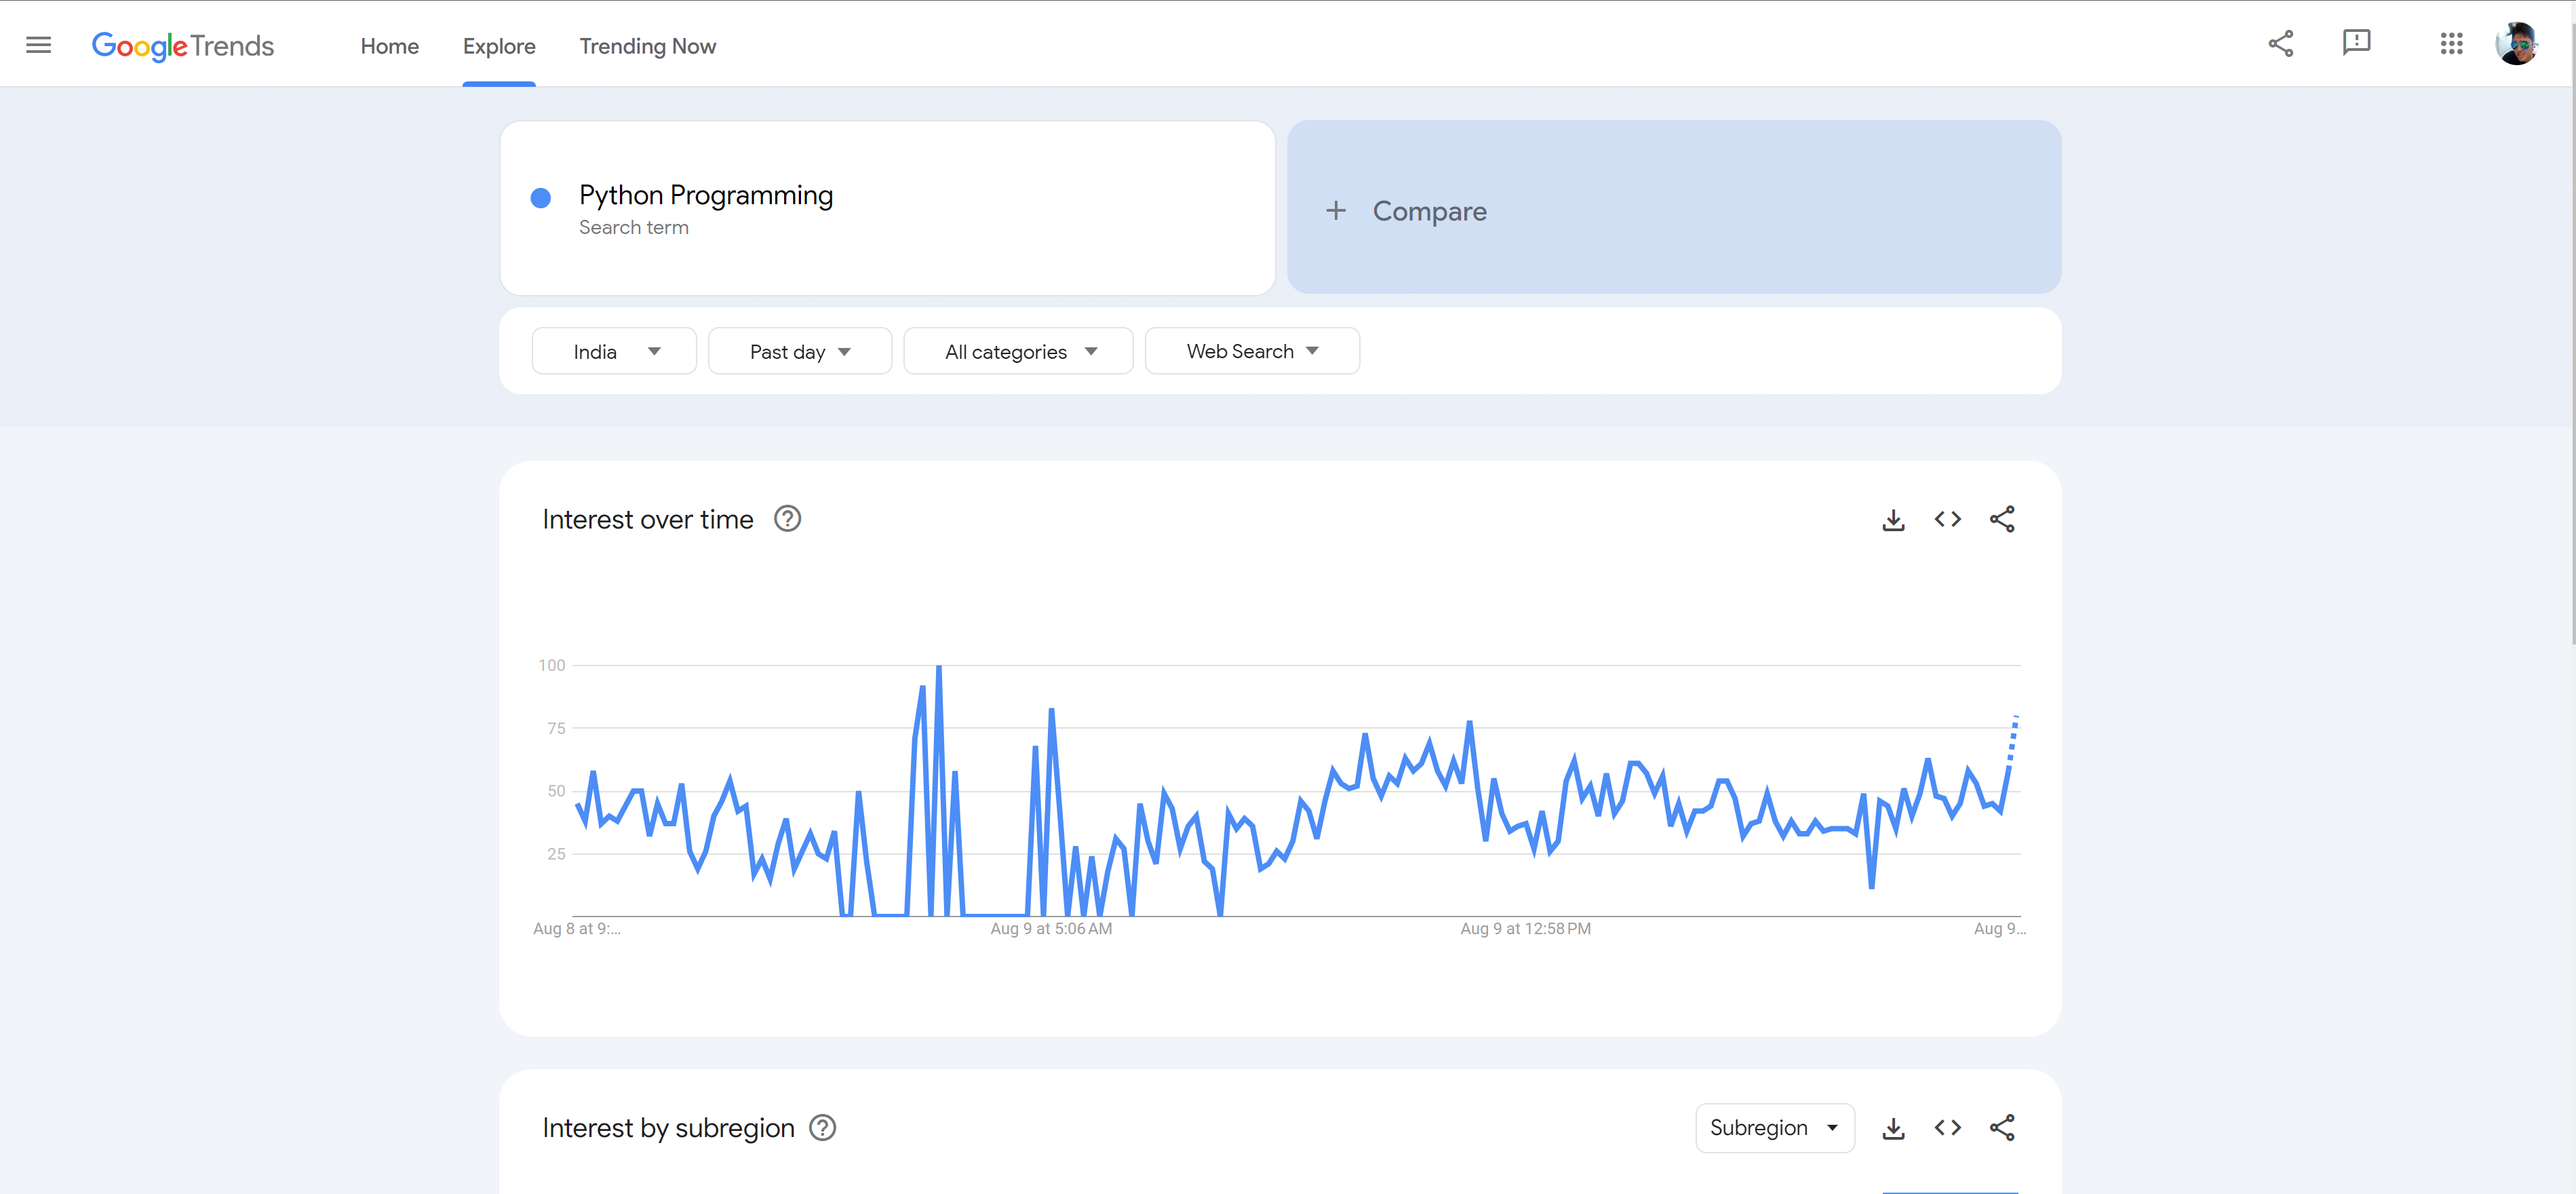 Google Trends Home Explore Trending Now
Python Programming
Search term
+ Compare
India Past day All categories Web Search
Interest over time
100
75
50
25
Aug 8 at 9:... Aug 9 at 5:06 AM Aug 9 at 12:58 PM Aug 9...
Interest by subregion Subregion